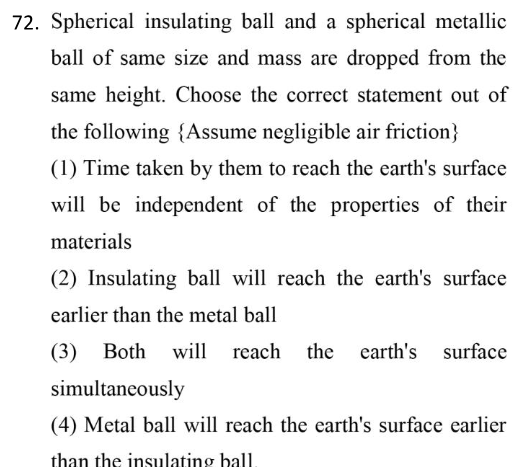 72. Spherical insulating ball and a spherical metallic
ball of same size and mass are dropped from the
same height. Choose the correct statement out of
the following {Assume negligible air friction}
(1) Time taken by them to reach the earth's surface
will be independent of the properties of their
materials
(2) Insulating ball will reach the earth's surface
earlier than the metal ball
(3) Both will reach the earth's surface
simultaneously
(4) Metal ball will reach the earth's surface earlier
than the insulating ball.